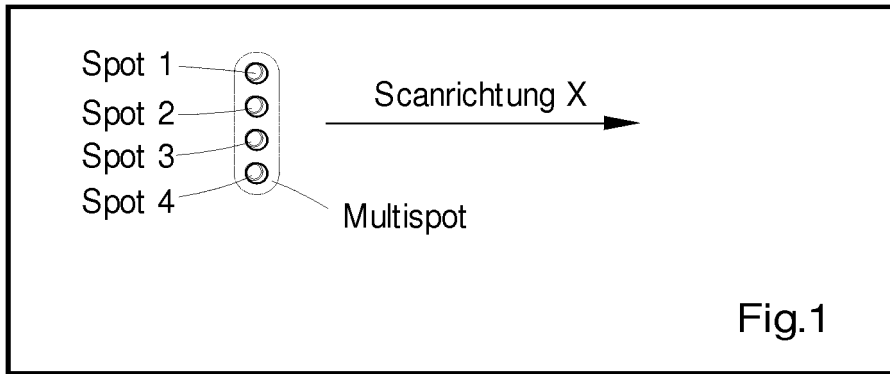 Spot 1
Spot 2
Spot 3
Spot 4
Scanrichtung X
Multispot
Fig.1